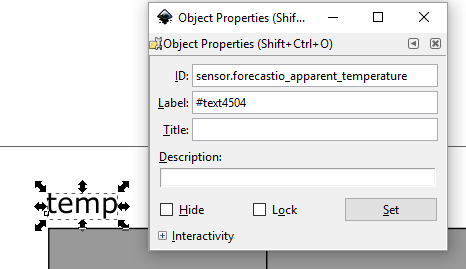 Object Properties (Shif...
Object Properties (Shift+Ctrl+O)
ID: sensor.forecastio_apparent_temperature
Label: #text4504
Title:
Description:
Hide Lock Set
Interactivity
temp